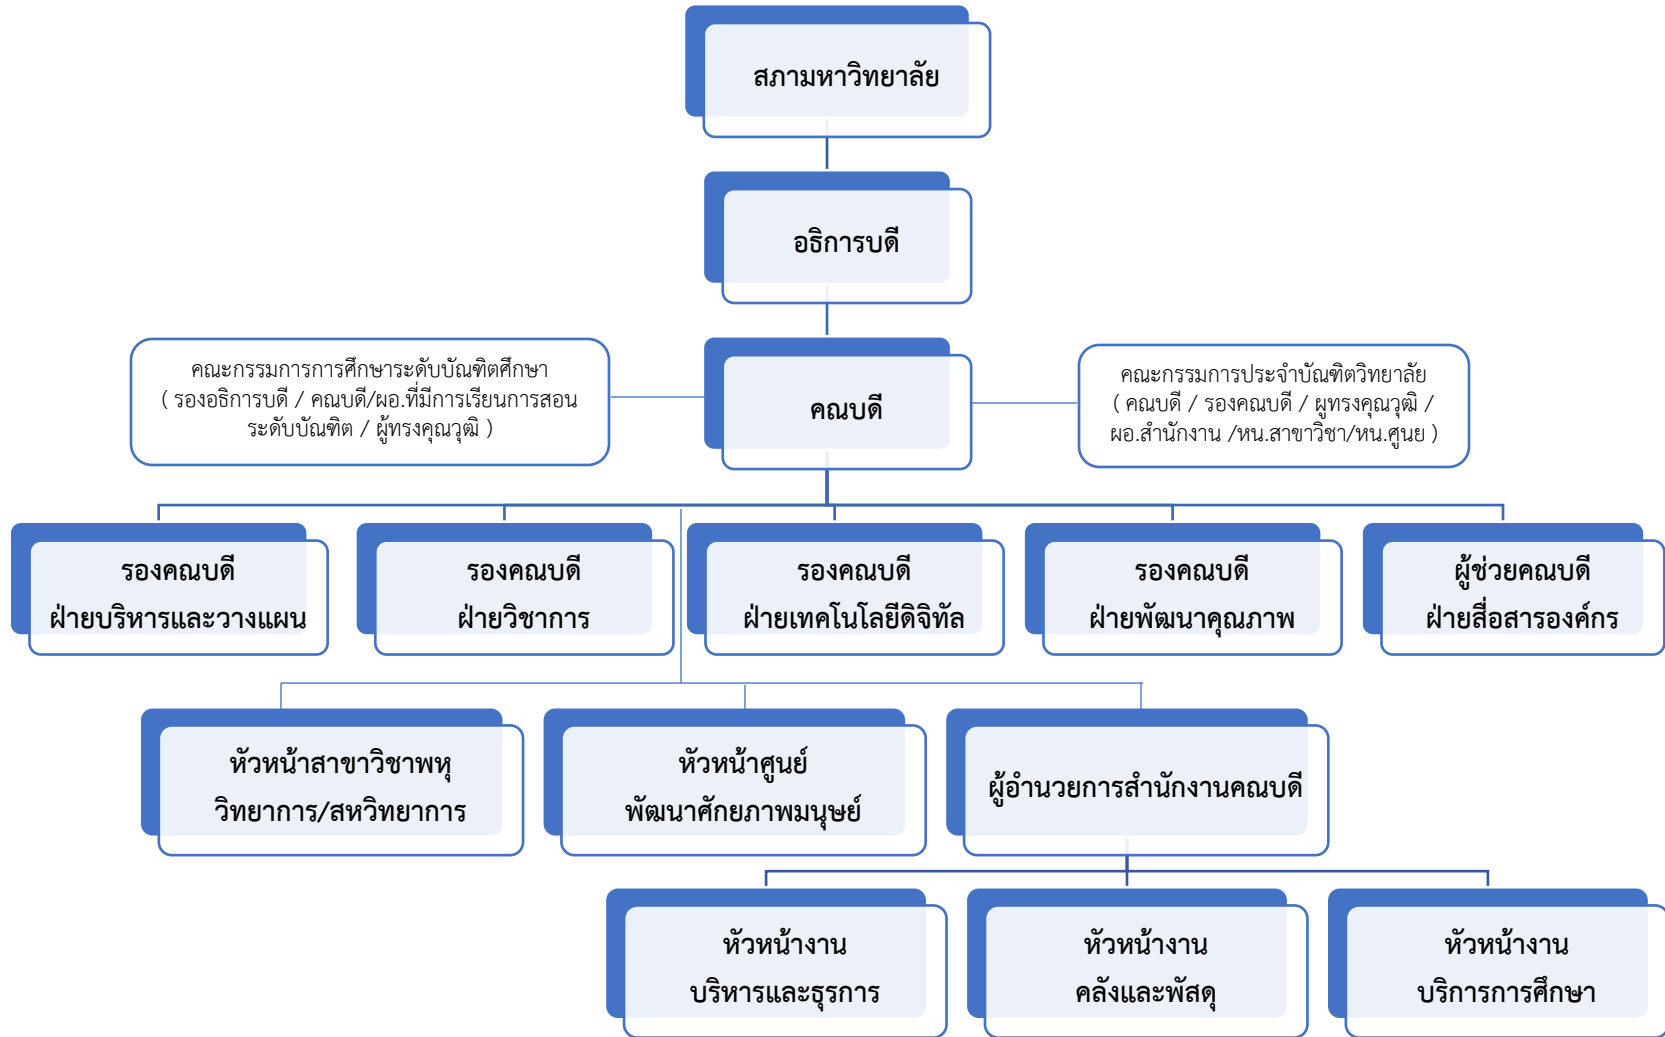 สภามหาวิทยาลัย
อธิการบดี
คณะกรรมการการศึกษาระดับบัณฑิตศึกษา
( รองอธิการบดี / คณบดี/ผอ.ที่มีการเรียนการสอน
ระดับบัณฑิต / ผู้ทรงคุณวุฒิ )
คณบดี
คณะกรรมการประจำบัณฑิตวิทยาลัย
( คณบดี / รองคณบดี / ผูทรงคุณวุฒิ /
ผอ.สำนักงาน /หน.สาขาวิชา/หน.ศูนย )
รองคณบดี
ฝ่ายบริหารและวางแผน
รองคณบดี
ฝ่ายวิชาการ
รองคณบดี
ฝ่ายเทคโนโลยีดิจิทัล
รองคณบดี
ฝ่ายพัฒนาคุณภาพ
ผู้ช่วยคณบดี
ฝ่ายสื่อสารองค์กร
หัวหน้าสาขาวิชาพหุ
วิทยาการ/สหวิทยาการ
หัวหน้าศูนย์
พัฒนาศักยภาพมนุษย์
ผู้อำนวยการสำนักงานคณบดี
หัวหน้างาน
บริหารและธุรการ
หัวหน้างาน
คลังและพัสดุ
หัวหน้างาน
บริการการศึกษา